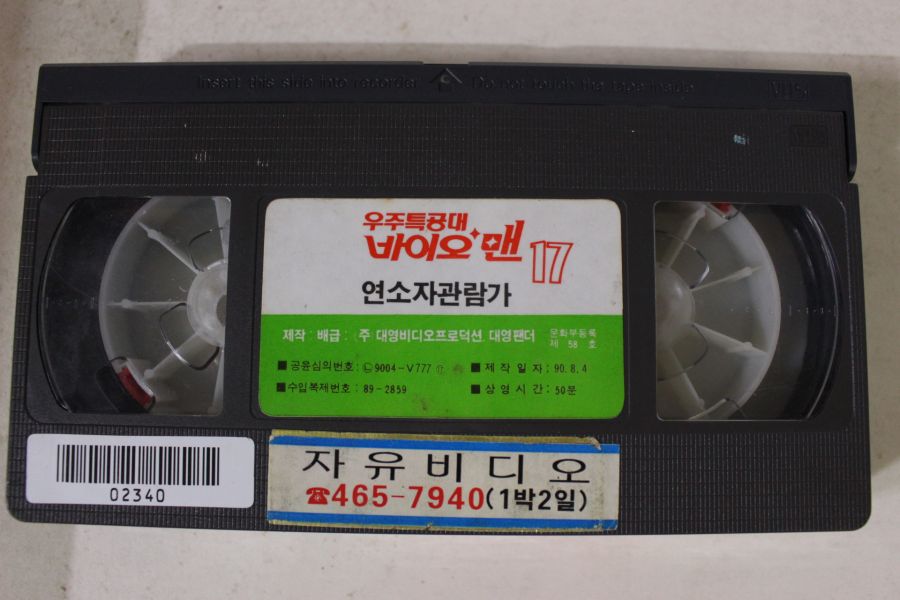 Insert this side into recorder Do not touch the tape inside VHS
우주특공대
바이오맨 17
연소자관람가
제작 · 배급 : 주 대영비디오프로덕션. 대영팬더 문화부등록 제 58 호
■공윤심의번호: ⓒ9004-V777 ⑰ ■제작일자: 90. 8. 4
■수입복제번호 : 89-2859 ■상영시간: 50분
02340
자유비디오
☎465-7940(1박2일)